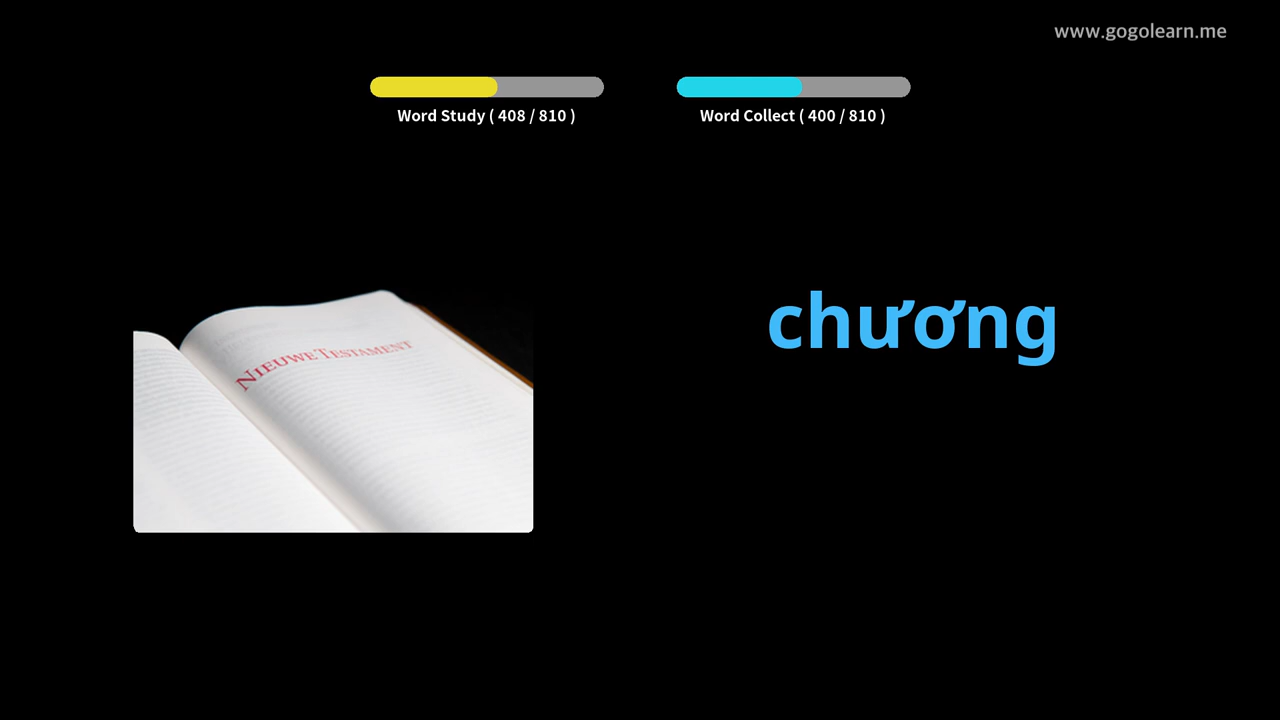 www.gogolearn.me
Word Study ( 408 / 810 )
Word Collect ( 400 / 810 )
chương
NIEUWE TESTAMENT